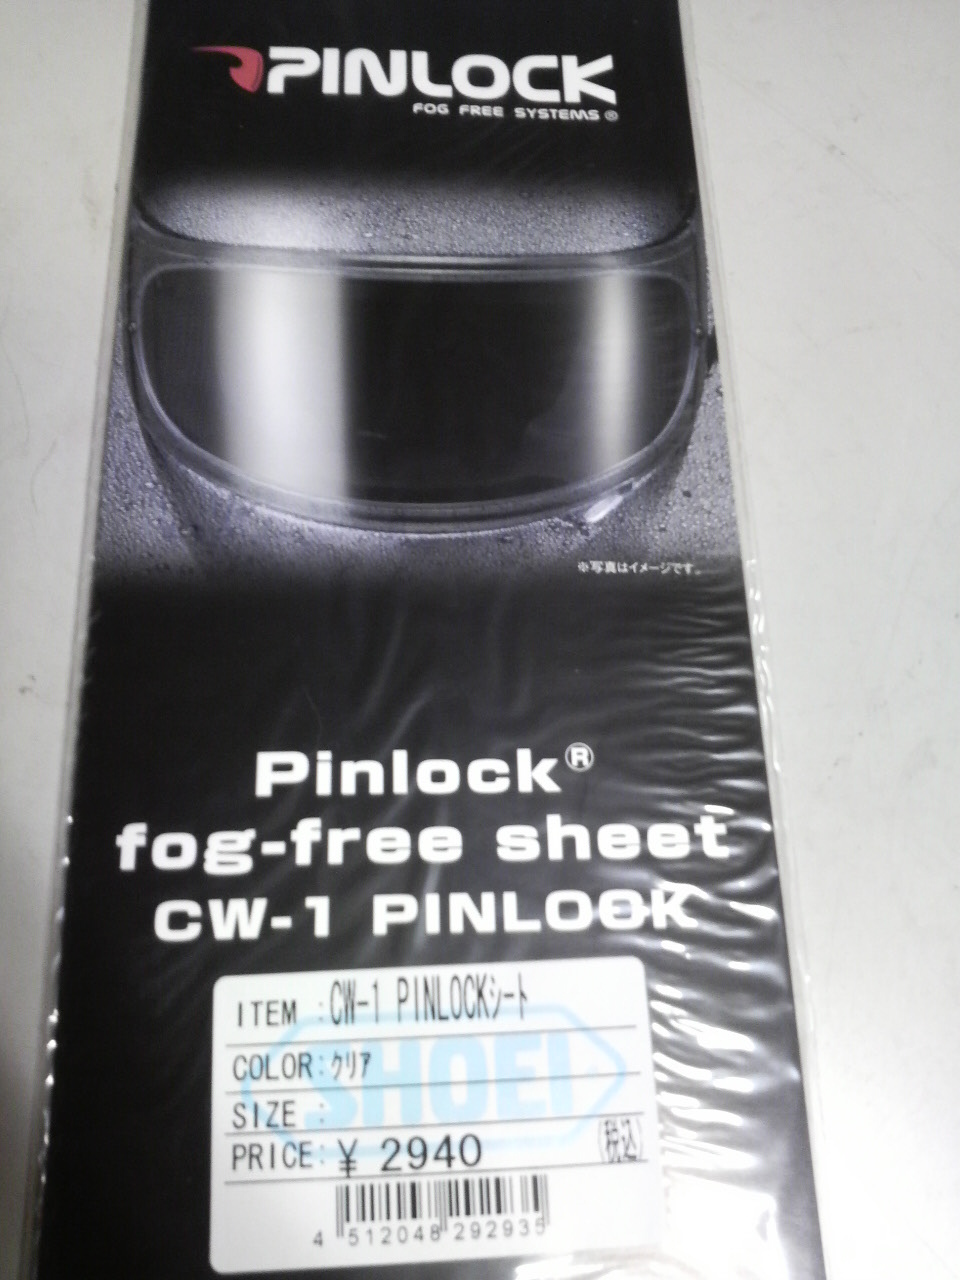 PINLOCK
FOG FREE SYSTEMS®
※写真はイメージです。
Pinlock®
fog-free sheet
CW-1 PINLOCK
SHOEI
ITEM :CW-1 PINLOCKシート
COLOR:クリア
SIZE :
PRICE:¥ 2940 (税込)
4 512048 292935